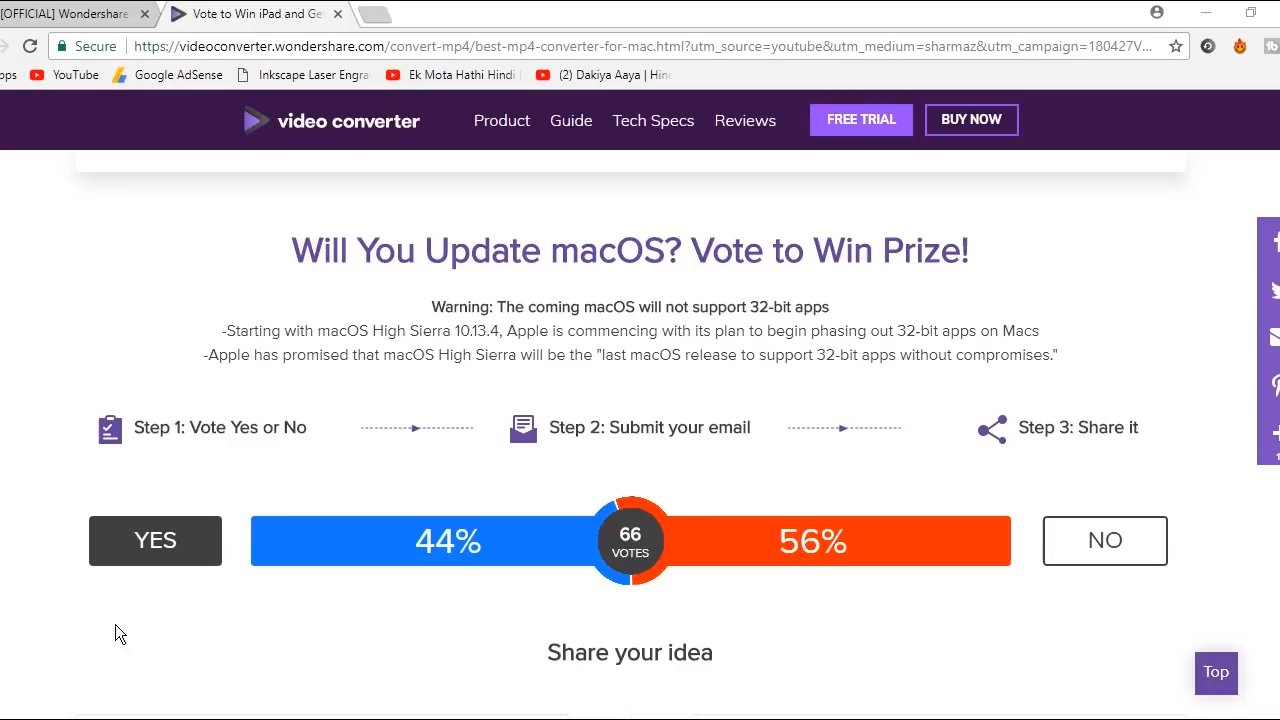 [OFFICIAL] Wondershare
Vote to Win iPad and Ge
Secure
https://videoconverter.wondershare.com/convert-mp4/best-mp4-converter-for-mac.html?utm_source=youtube&utm_medium=sharmaz&utm_campaign=180427V...
ops
YouTube
Google AdSense
Inkscape Laser Engra
Ek Mota Hathi Hindi
(2) Dakiya Aaya | Hin
video converter
Product
Guide
Tech Specs
Reviews
FREE TRIAL
BUY NOW
Will You Update macOS? Vote to Win Prize!
Warning: The coming macOS will not support 32-bit apps
-Starting with macOS High Sierra 10.13.4, Apple is commencing with its plan to begin phasing out 32-bit apps on Macs
-Apple has promised that macOS High Sierra will be the "last macOS release to support 32-bit apps without compromises."
Step 1: Vote Yes or No
Step 2: Submit your email
Step 3: Share it
YES
44%
66
VOTES
56%
NO
Share your idea
Top